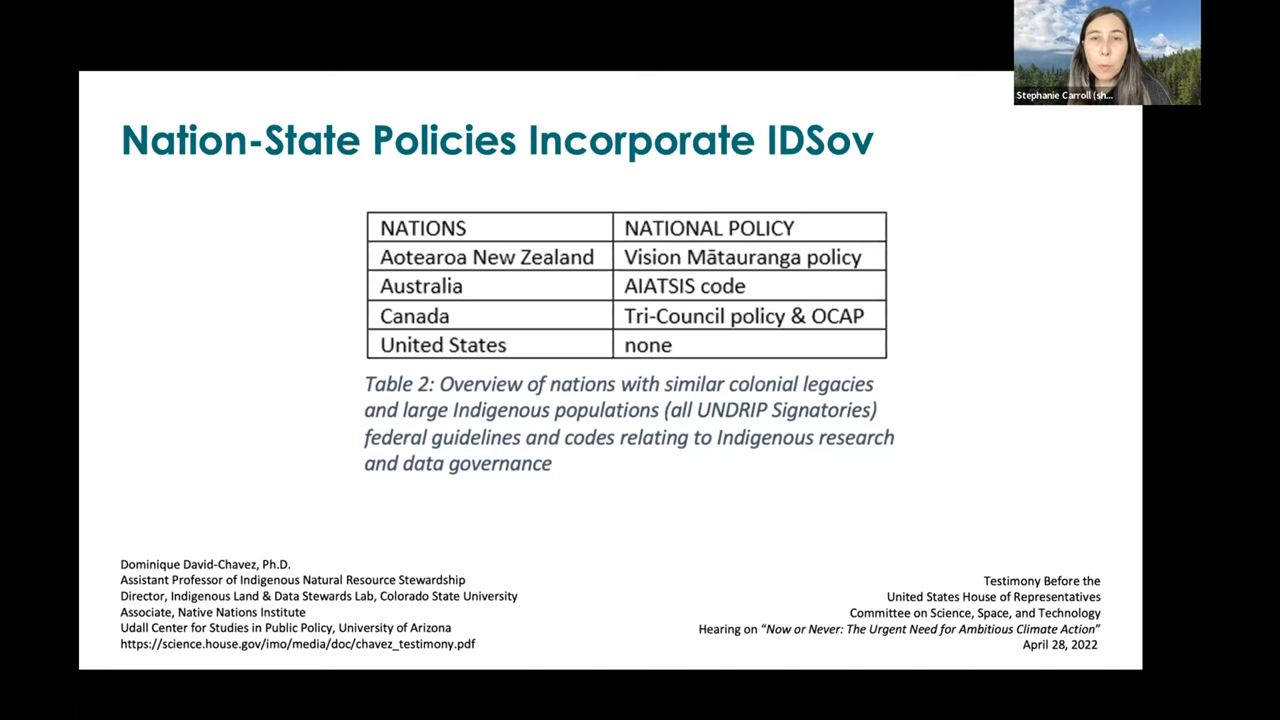 Stephanie Carroll (sh...
Nation-State Policies Incorporate IDSov
NATIONS NATIONAL POLICY
Aotearoa New Zealand Vision Mātauranga policy
Australia AIATSIS code
Canada Tri-Council policy & OCAP
United States none
Table 2: Overview of nations with similar colonial legacies
and large Indigenous populations (all UNDRIP Signatories)
federal guidelines and codes relating to Indigenous research
and data governance
Dominique David-Chavez, Ph.D.
Assistant Professor of Indigenous Natural Resource Stewardship
Director, Indigenous Land & Data Stewards Lab, Colorado State University
Associate, Native Nations Institute
Udall Center for Studies in Public Policy, University of Arizona
https://science.house.gov/imo/media/doc/chavez_testimony.pdf
Testimony Before the
United States House of Representatives
Committee on Science, Space, and Technology
Hearing on “Now or Never: The Urgent Need for Ambitious Climate Action”
April 28, 2022